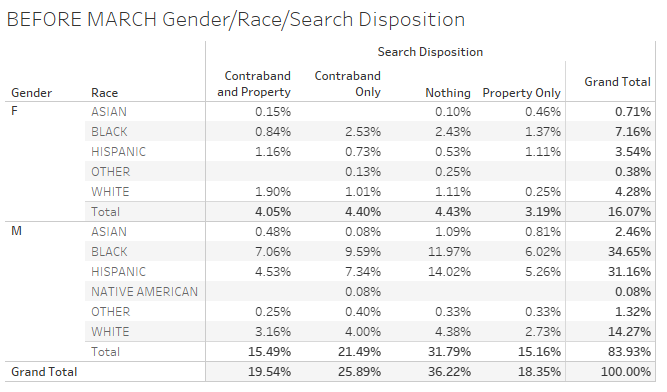 BEFORE MARCH Gender/Race/Search Disposition
Search Disposition
Gender Race Contraband and Property Contraband Only Nothing Property Only Grand Total
F ASIAN 0.15% 0.10% 0.46% 0.71%
BLACK 0.84% 2.53% 2.43% 1.37% 7.16%
HISPANIC 1.16% 0.73% 0.53% 1.11% 3.54%
OTHER 0.13% 0.25% 0.38%
WHITE 1.90% 1.01% 1.11% 0.25% 4.28%
Total 4.05% 4.40% 4.43% 3.19% 16.07%
M ASIAN 0.48% 0.08% 1.09% 0.81% 2.46%
BLACK 7.06% 9.59% 11.97% 6.02% 34.65%
HISPANIC 4.53% 7.34% 14.02% 5.26% 31.16%
NATIVE AMERICAN 0.08% 0.08%
OTHER 0.25% 0.40% 0.33% 0.33% 1.32%
WHITE 3.16% 4.00% 4.38% 2.73% 14.27%
Total 15.49% 21.49% 31.79% 15.16% 83.93%
Grand Total 19.54% 25.89% 36.22% 18.35% 100.00%